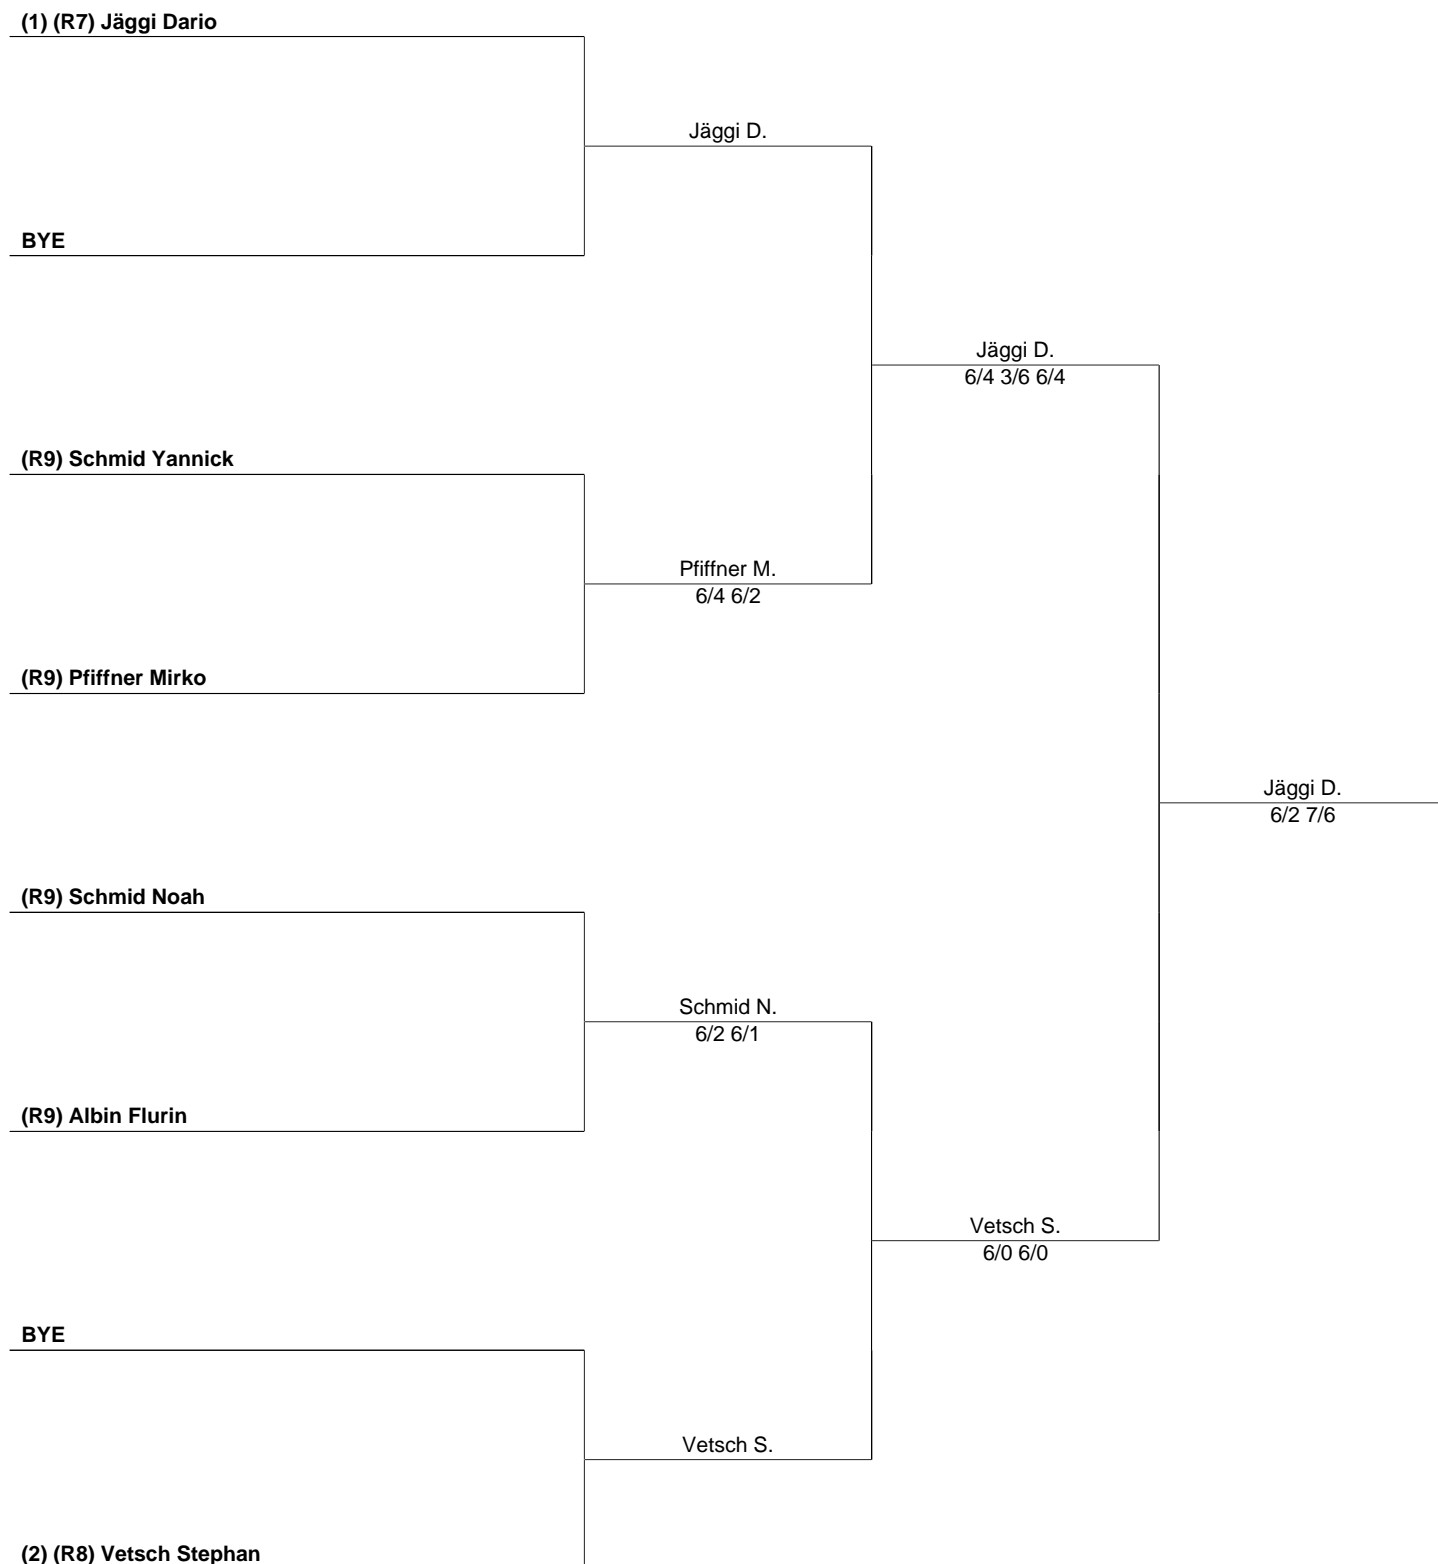 (1) (R7) Jäggi Dario
Jäggi D.
BYE
Jäggi D.
6/4 3/6 6/4
(R9) Schmid Yannick
Pfiffner M.
6/4 6/2
(R9) Pfiffner Mirko
Jäggi D.
6/2 7/6
(R9) Schmid Noah
Schmid N.
6/2 6/1
(R9) Albin Flurin
Vetsch S.
6/0 6/0
BYE
Vetsch S.
(2) (R8) Vetsch Stephan